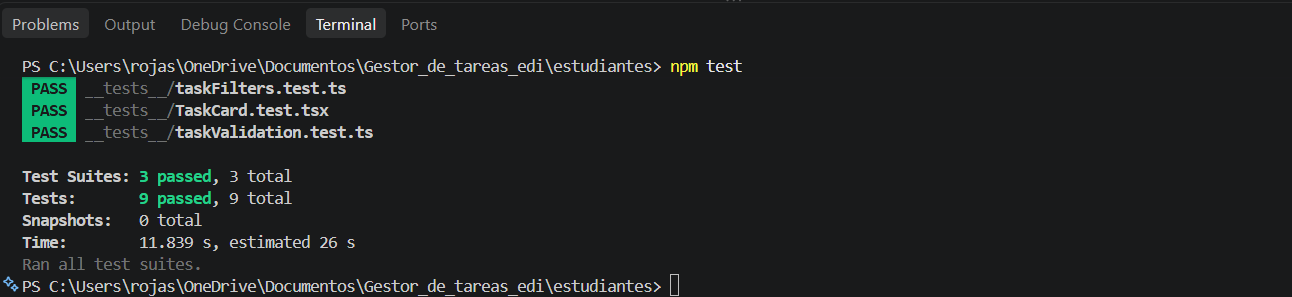 Problems Output Debug Console Terminal Ports
PS C:\Users\rojas\OneDrive\Documentos\Gestor_de_tareas_edi\estudiantes> npm test
PASS __tests__/taskFilters.test.ts
PASS __tests__/TaskCard.test.tsx
PASS __tests__/taskValidation.test.ts
Test Suites: 3 passed, 3 total
Tests: 9 passed, 9 total
Snapshots: 0 total
Time: 11.839 s, estimated 26 s
Ran all test suites.
PS C:\Users\rojas\OneDrive\Documentos\Gestor_de_tareas_edi\estudiantes>